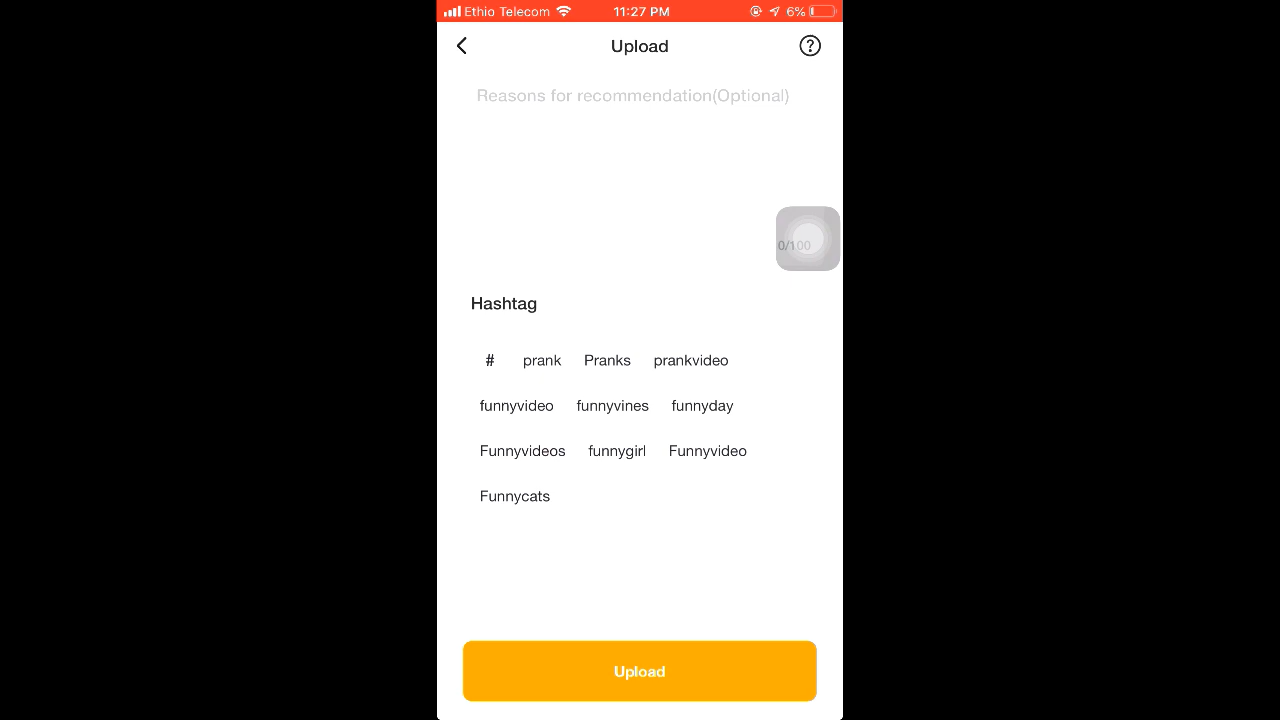 Ethio Telecom 11:27 PM 6%
Upload
Reasons for recommendation(Optional)
0/100
Hashtag
# prank Pranks prankvideo
funnyvideo funnyvines funnyday
Funnyvideos funnygirl Funnyvideo
Funnycats
Upload